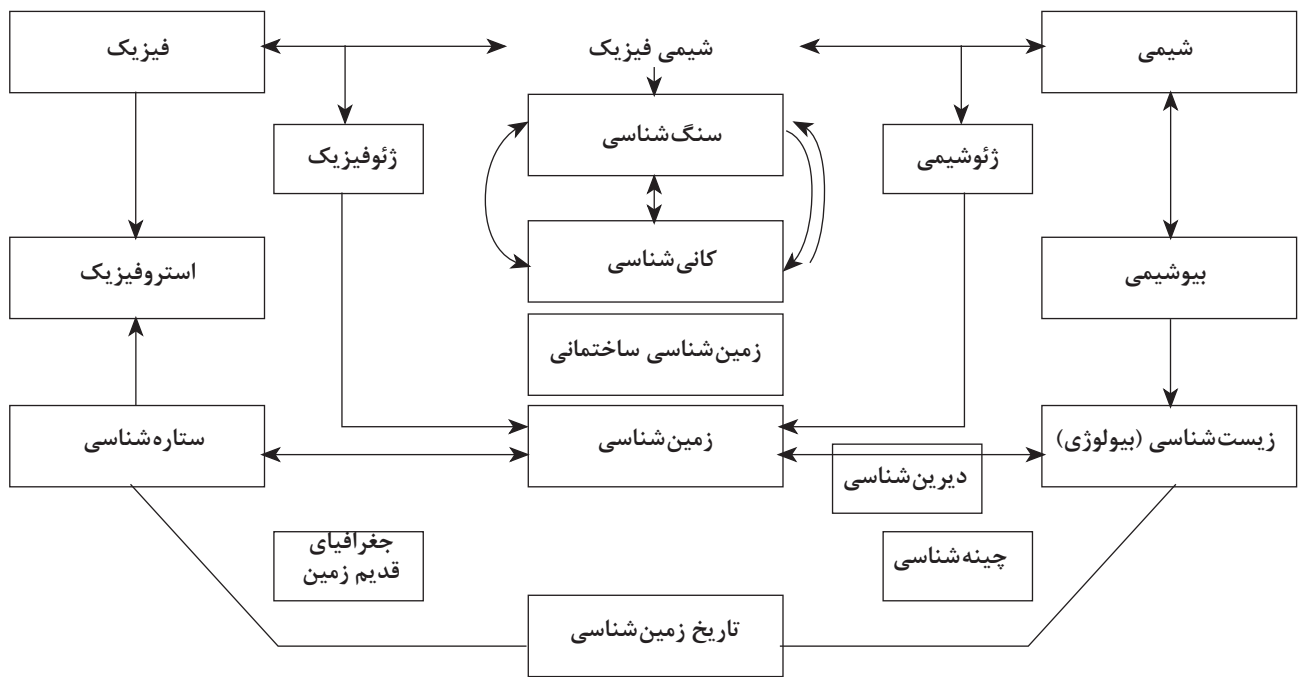 شیمی
شیمی فیزیک
فیزیک
سنگ‌شناسی
ژئوشیمی
ژئوفیزیک
کانی‌شناسی
بیوشیمی
استروفیزیک
زمین‌شناسی ساختمانی
زیست‌شناسی (بیولوژی)
زمین‌شناسی
ستاره‌شناسی
دیرین‌شناسی
چینه‌شناسی
جغرافیای
قدیم زمین
تاریخ زمین‌شناسی